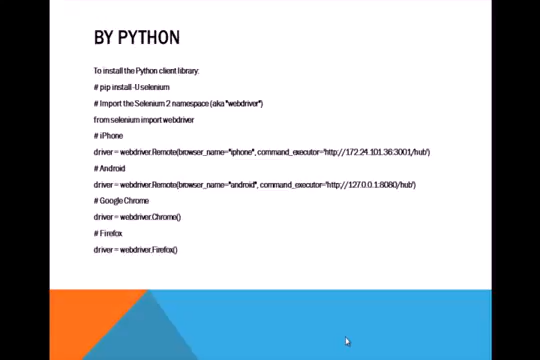 BY PYTHON
To install the Python client library:
# pip install -U selenium
# Import the Selenium 2 namespace (aka "webdriver")
from selenium import webdriver
# iPhone
driver = webdriver.Remote(browser_name="iphone", command_executor='http://172.24.101.36:3001/hub')
# Android
driver = webdriver.Remote(browser_name="android", command_executor='http://127.0.0.1:8080/hub')
# Google Chrome
driver = webdriver.Chrome()
# Firefox
driver = webdriver.Firefox()